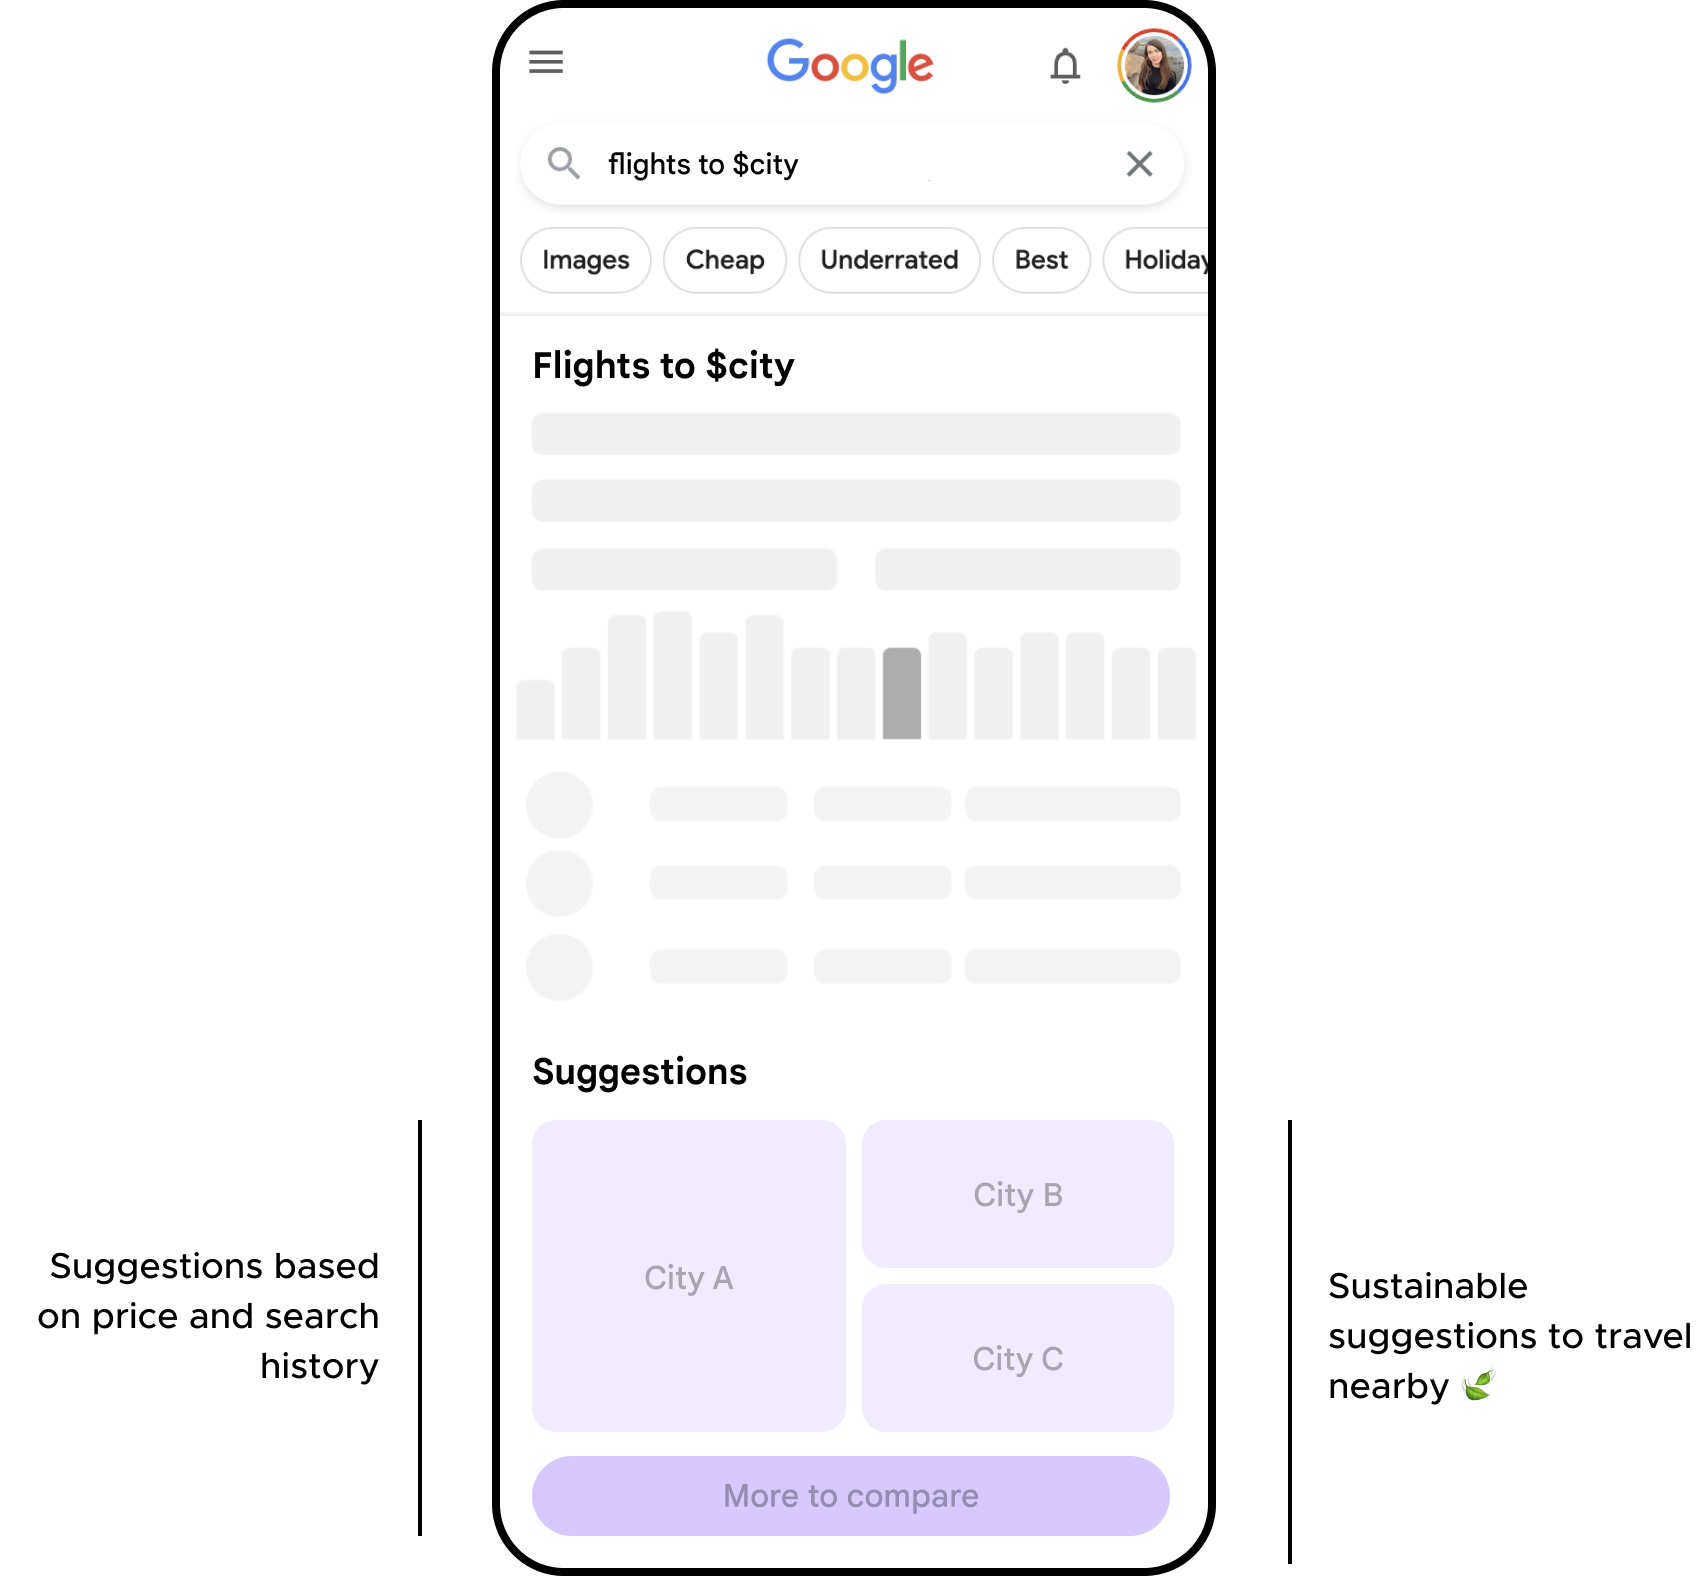 Google
flights to $city
Images
Cheap
Underrated
Best
Holiday
Flights to $city
Suggestions
City A
City B
City C
More to compare
Suggestions based
on price and search
history
Sustainable
suggestions to travel
nearby 🍃